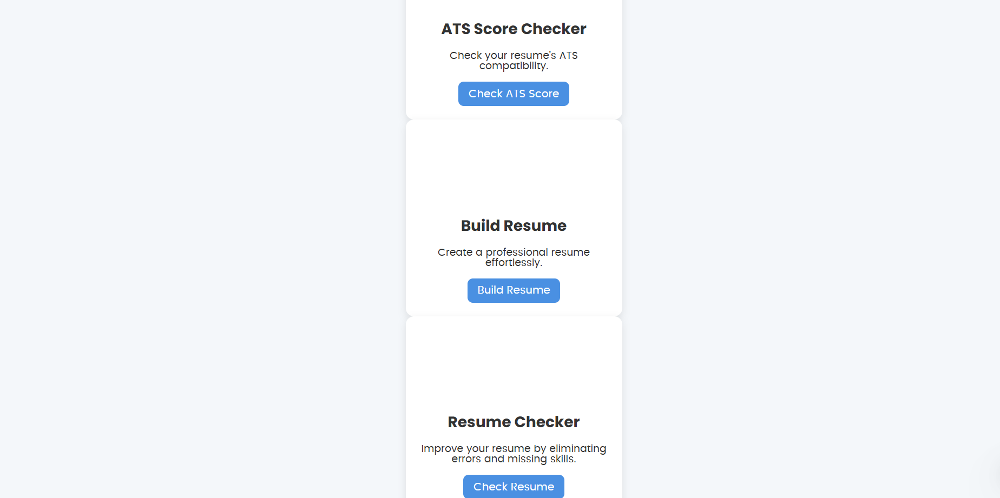 ATS Score Checker
Check your resume’s ATS
compatibility.
Check ATS Score
Build Resume
Create a professional resume
effortlessly.
Build Resume
Resume Checker
Improve your resume by eliminating
errors and missing skills.
Check Resume